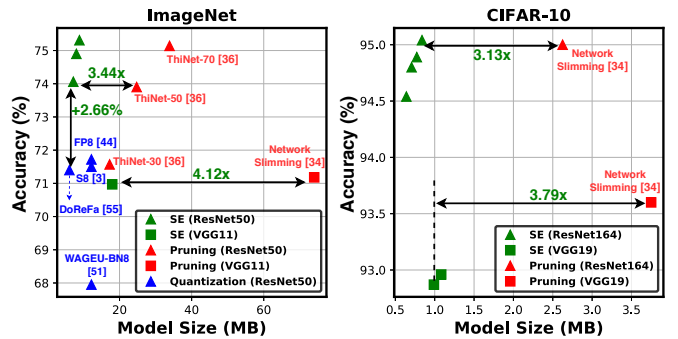 ImageNet
75
74
73
72
71
70
69
68
Accuracy (%)
20
40
60
Model Size (MB)
ThiNet-70 [36]
3.44x
ThiNet-50 [36]
+2.66%
FP8 [44]
ThiNet-30 [36]
S8 [3]
DoReFa [55]
Network
Slimming [34]
4.12x
WAGEU-BN8
[51]
SE (ResNet50)
SE (VGG11)
Pruning (ResNet50)
Pruning (VGG11)
Quantization (ResNet50)
CIFAR-10
95.0
94.5
94.0
93.5
93.0
Accuracy (%)
0.5
1.0
1.5
2.0
2.5
3.0
3.5
Model Size (MB)
3.13x
Network
Slimming [34]
Network
Slimming [34]
3.79x
SE (ResNet164)
SE (VGG19)
Pruning (ResNet164)
Pruning (VGG19)